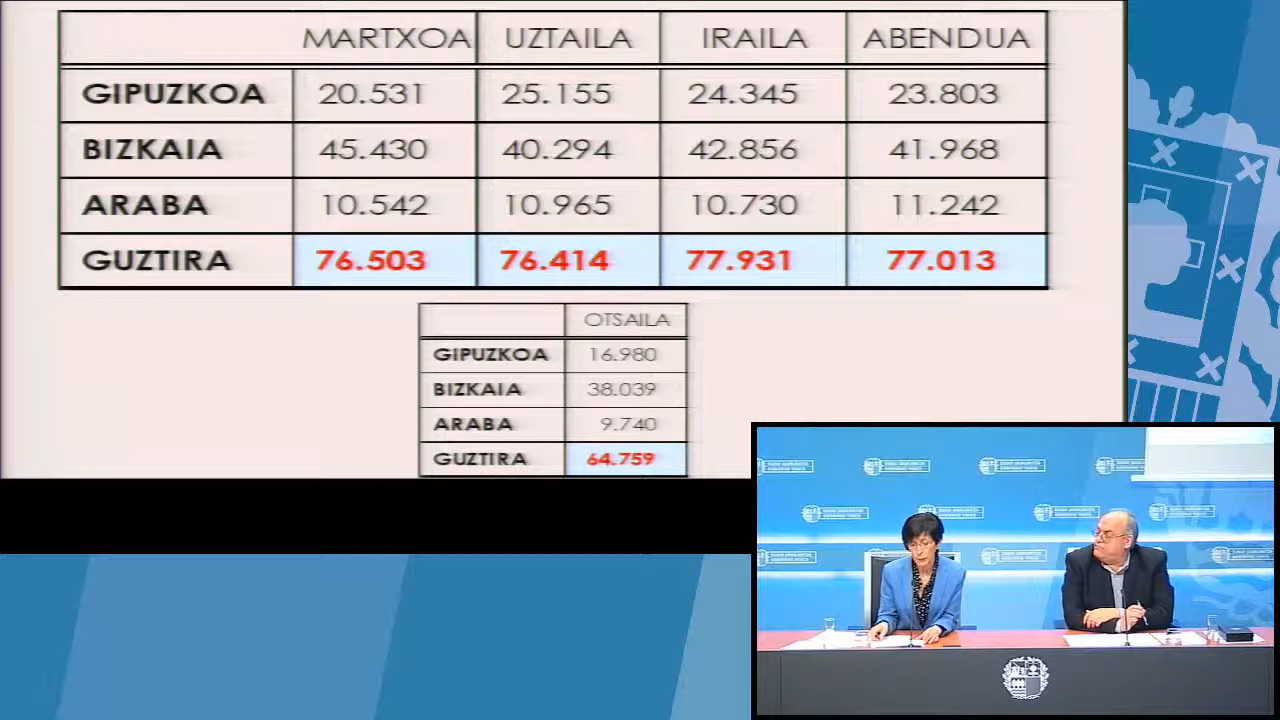 MARTXOA UZTAILA IRAILA ABENDUA
GIPUZKOA 20.531 25.155 24.345 23.803
BIZKAIA 45.430 40.294 42.856 41.968
ARABA 10.542 10.965 10.730 11.242
GUZTIRA 76.503 76.414 77.931 77.013
OTSAILA
GIPUZKOA 16.980
BIZKAIA 38.039
ARABA 9.740
GUZTIRA 64.759